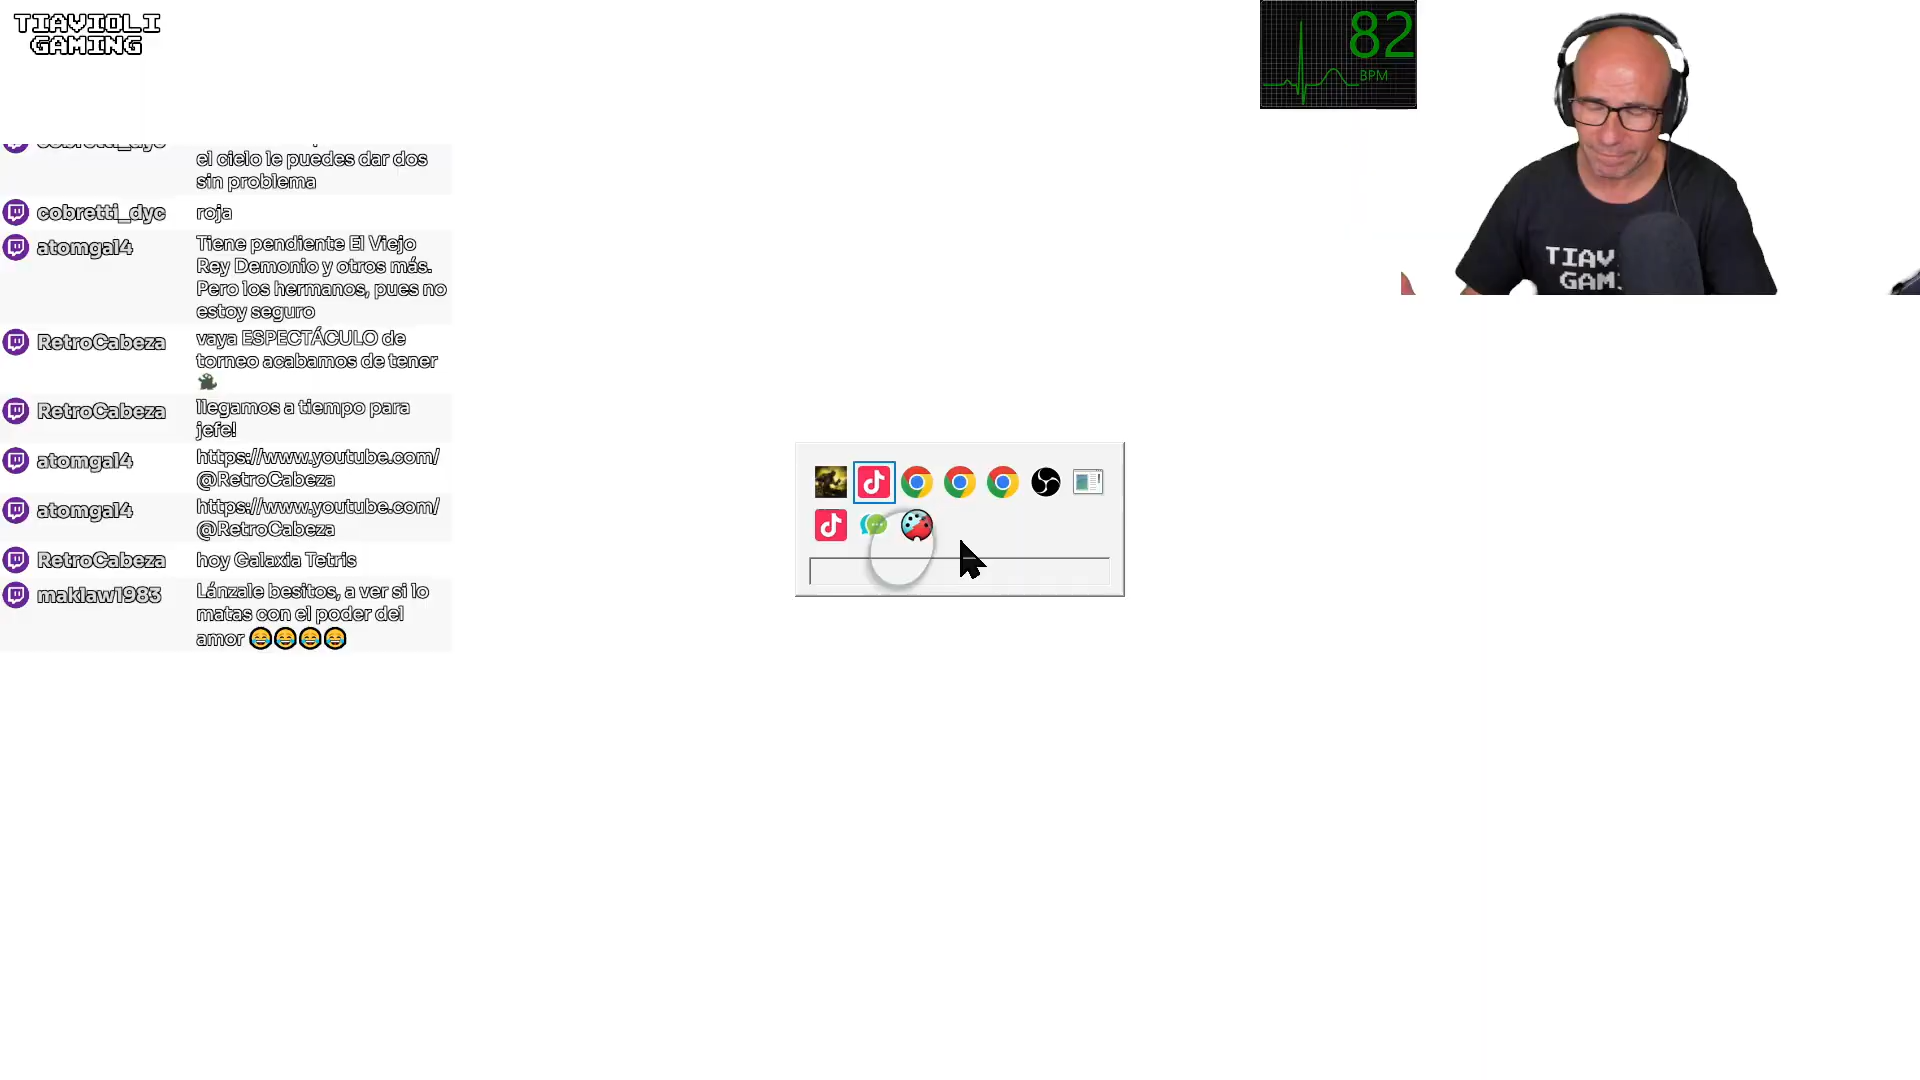 TIAVIOLI
GAMING
82
BPM
TIAV
GAM
cobretti_dyc
el cielo le puedes dar dos
sin problema
cobretti_dyc roja
atomgal4 Tiene pendiente El Viejo
Rey Demonio y otros más.
Pero los hermanos, pues no
estoy seguro
RetroCabeza vaya ESPECTÁCULO de
torneo acabamos de tener
RetroCabeza llegamos a tiempo para
jefe!
atomgal4 https://www.youtube.com/
@RetroCabeza
atomgal4 https://www.youtube.com/
@RetroCabeza
RetroCabeza hoy Galaxia Tetris
maklaw1983 Lánzale besitos, a ver si lo
matas con el poder del
amor 😂😂😂😂